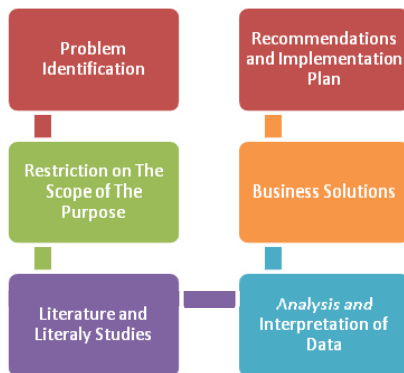 Problem
Identification
Restriction on The
Scope of The
Purpose
Literature and
Literaly Studies
Analysis and
Interpretation of
Data
Business Solutions
Recommendations
and Implementation
Plan